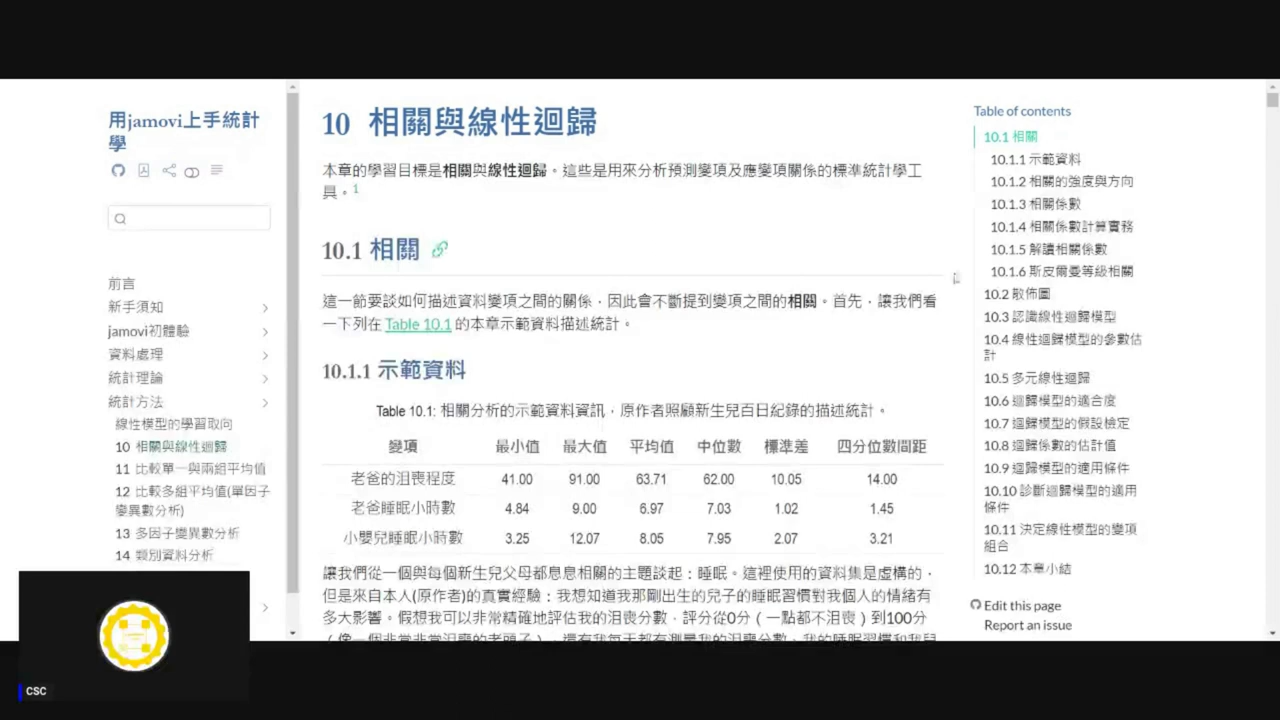 用jamovi上手統計
學
前言
新手須知
jamovi初體驗
資料處理
統計理論
統計方法
線性模型的學習取向
10 相關與線性迴歸
11 比較單一與兩組平均值
12 比較多組平均值(單因子
變異數分析)
13 多因子變異數分析
14 類別資料分析
10 相關與線性迴歸
本章的學習目標是相關與線性迴歸。這些是用來分析預測變項及應變項關係的標準統計學工
具。1
10.1 相關
這一節要談如何描述資料變項之間的關係，因此會不斷提到變項之間的相關。首先，讓我們看
一下列在 Table 10.1 的本章示範資料描述統計。
10.1.1 示範資料
Table 10.1: 相關分析的示範資料資訊，原作者照顧新生兒百日紀錄的描述統計。
變項 最小值 最大值 平均值 中位數 標準差 四分位數間距
老爸的沮喪程度 41.00 91.00 63.71 62.00 10.05 14.00
老爸睡眠小時數 4.84 9.00 6.97 7.03 1.02 1.45
小嬰兒睡眠小時數 3.25 12.07 8.05 7.95 2.07 3.21
讓我們從一個與每個新生兒父母都息息相關的主題談起：睡眠。這裡使用的資料集是虛構的，
但是來自本人(原作者)的真實經驗：我想知道我那剛出生的兒子的睡眠習慣對我個人的情緒有
多大影響。假想我可以非常精確地評估我的沮喪分數，評分從0分（一點都不沮喪）到100分
Table of contents
10.1 相關
10.1.1 示範資料
10.1.2 相關的強度與方向
10.1.3 相關係數
10.1.4 相關係數計算實務
10.1.5 解讀相關係數
10.1.6 斯皮爾曼等級相關
10.2 散佈圖
10.3 認識線性迴歸模型
10.4 線性迴歸模型的參數估
計
10.5 多元線性迴歸
10.6 迴歸模型的適合度
10.7 迴歸模型的假設檢定
10.8 迴歸係數的估計值
10.9 迴歸模型的適用條件
10.10 診斷迴歸模型的適用
條件
10.11 決定線性模型的變項
組合
10.12 本章小結
Edit this page
Report an issue
CSC